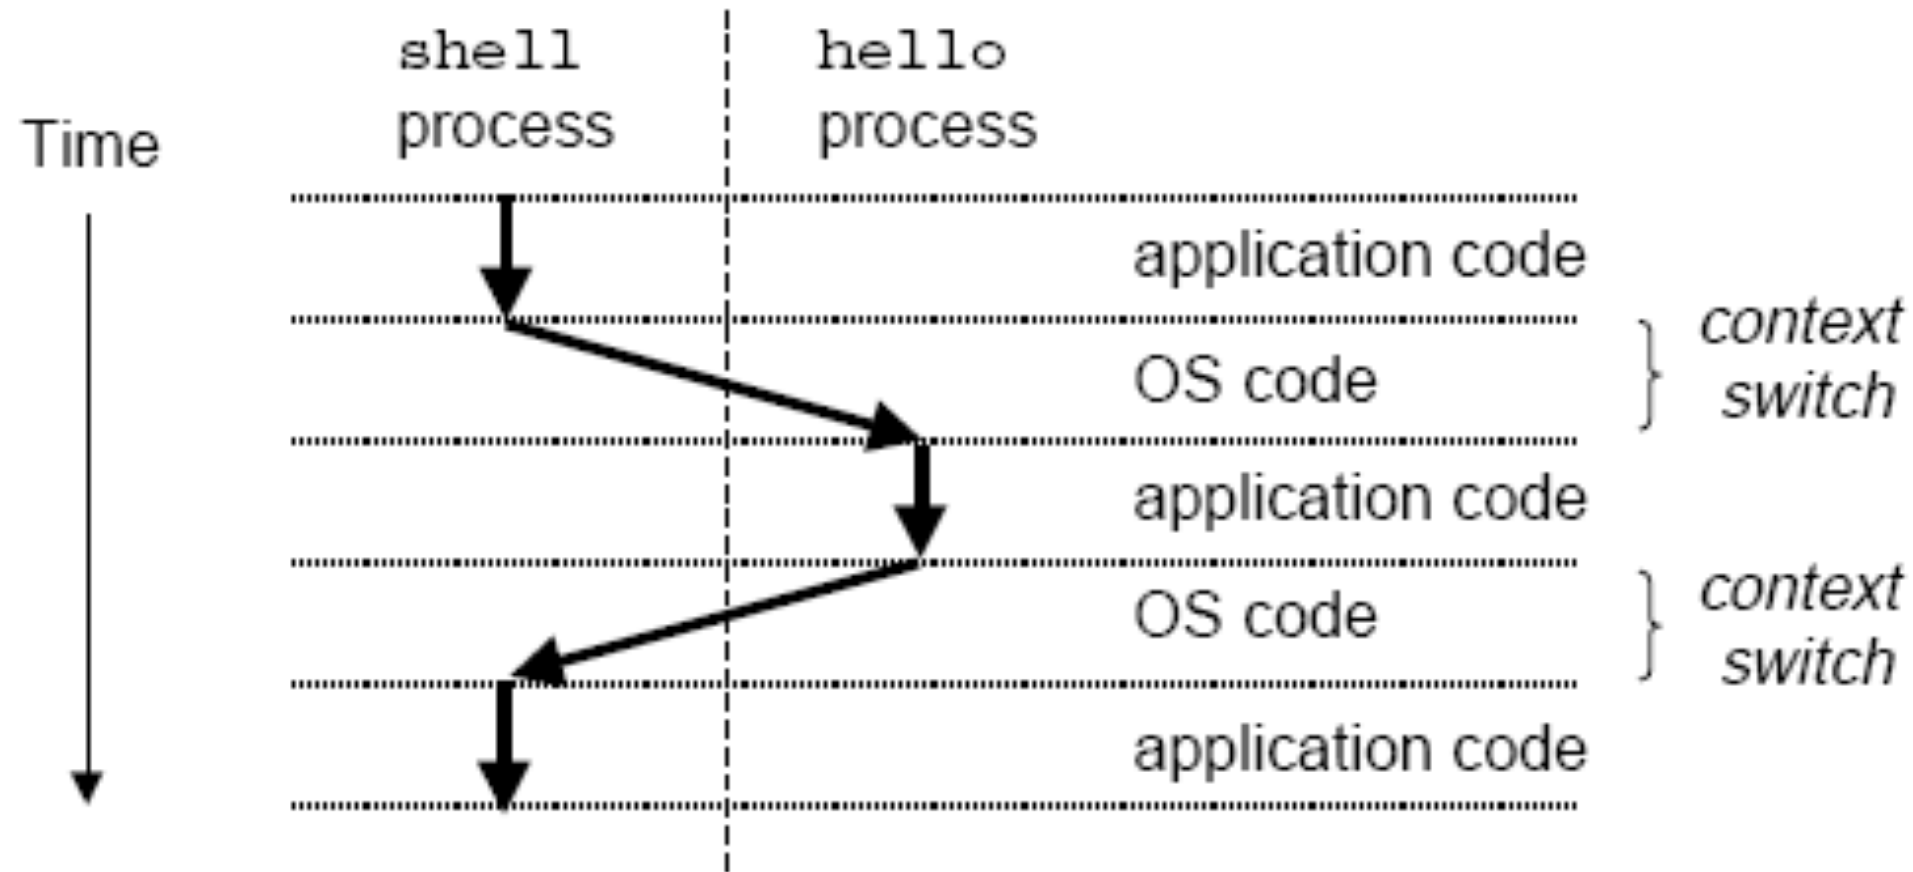 shell
process
hello
process
Time
application code
OS code
context
switch
application code
OS code
context
switch
application code